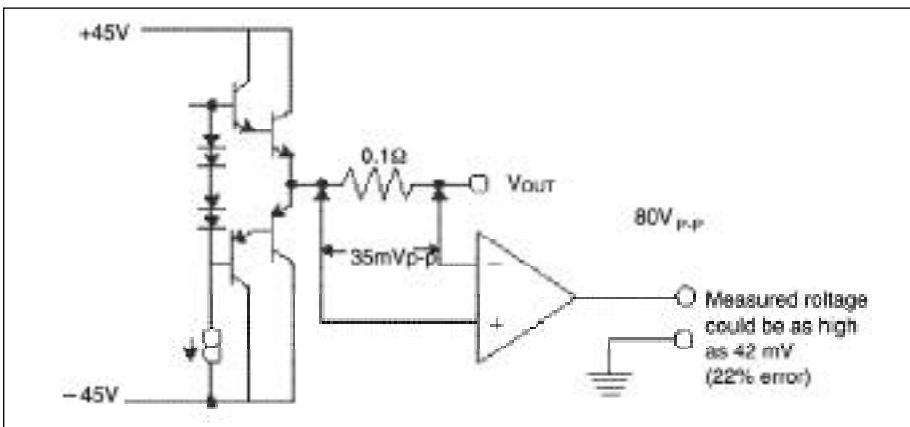 +45V
0.1Ω
VOUT
80VP-P
35mVp-p
−
+
Measured roltage
could be as high
as 42 mV
(22% error)
−45V